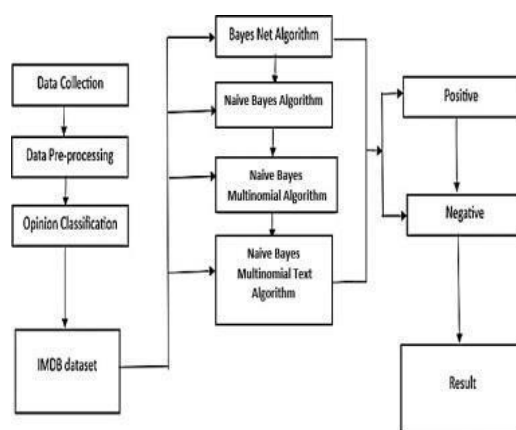 Data Collection
Data Pre-processing
Opinion Classification
IMDB dataset
Bayes Net Algorithm
Naive Bayes Algorithm
Naive Bayes
Multinomial Algorithm
Naive Bayes
Multinomial Text
Algorithm
Positive
Negative
Result